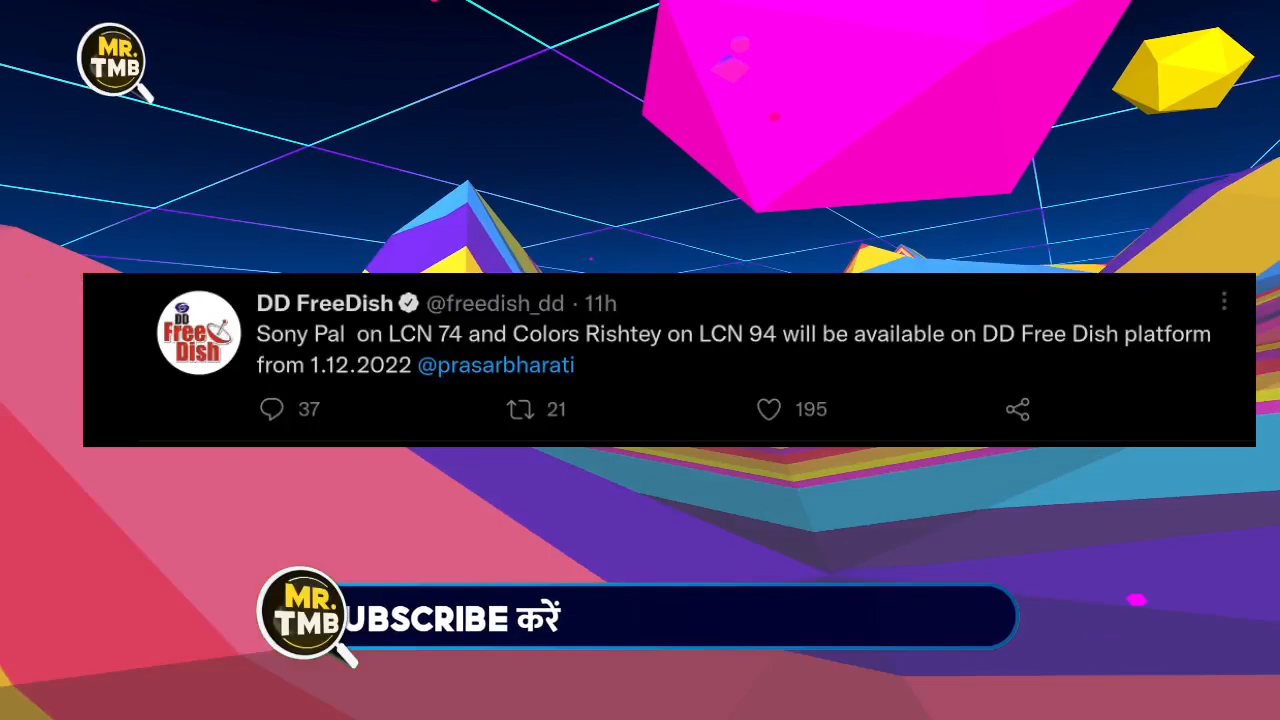 MR.
TMB
DD FreeDish @freedish_dd · 11h
Sony Pal on LCN 74 and Colors Rishtey on LCN 94 will be available on DD Free Dish platform
from 1.12.2022 @prasarbharati
37 21 195
DD
Free
Dish
MR.
TMB
UBSCRIBE करें